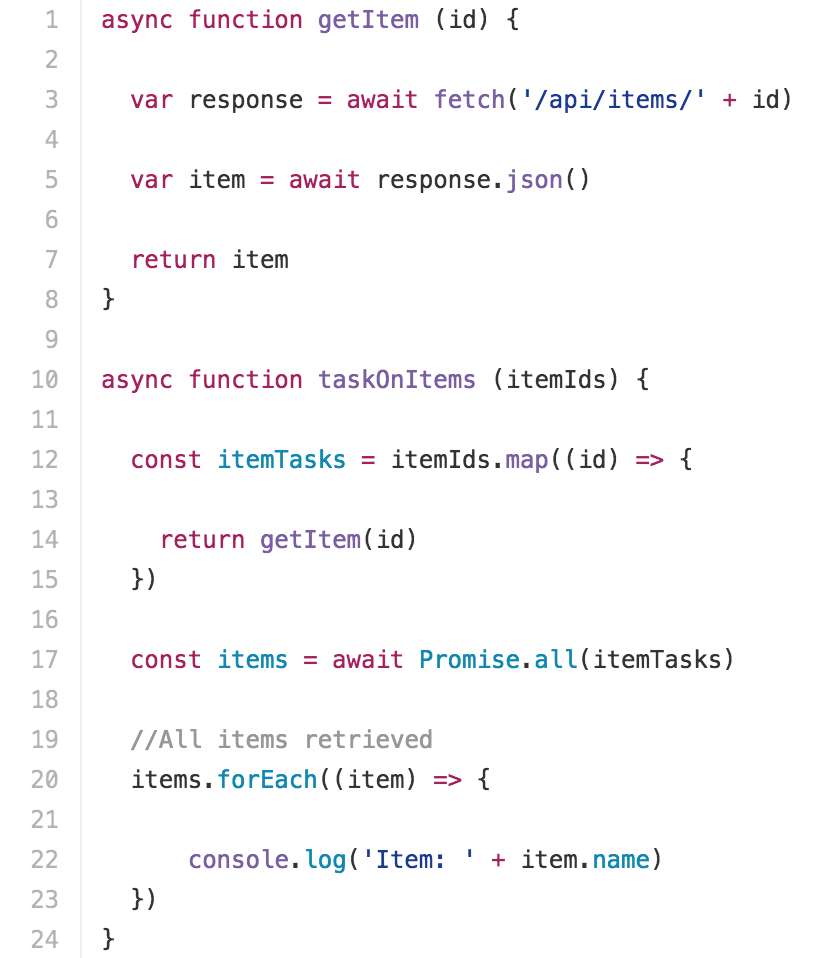 1 async function getItem (id) {
2
3 var response = await fetch('/api/items/' + id)
4
5 var item = await response.json()
6
7 return item
8 }
9
10 async function taskOnItems (itemIds) {
11
12 const itemTasks = itemIds.map((id) => {
13
14 return getItem(id)
15 })
16
17 const items = await Promise.all(itemTasks)
18
19 //All items retrieved
20 items.forEach((item) => {
21
22 console.log('Item: ' + item.name)
23 })
24 }